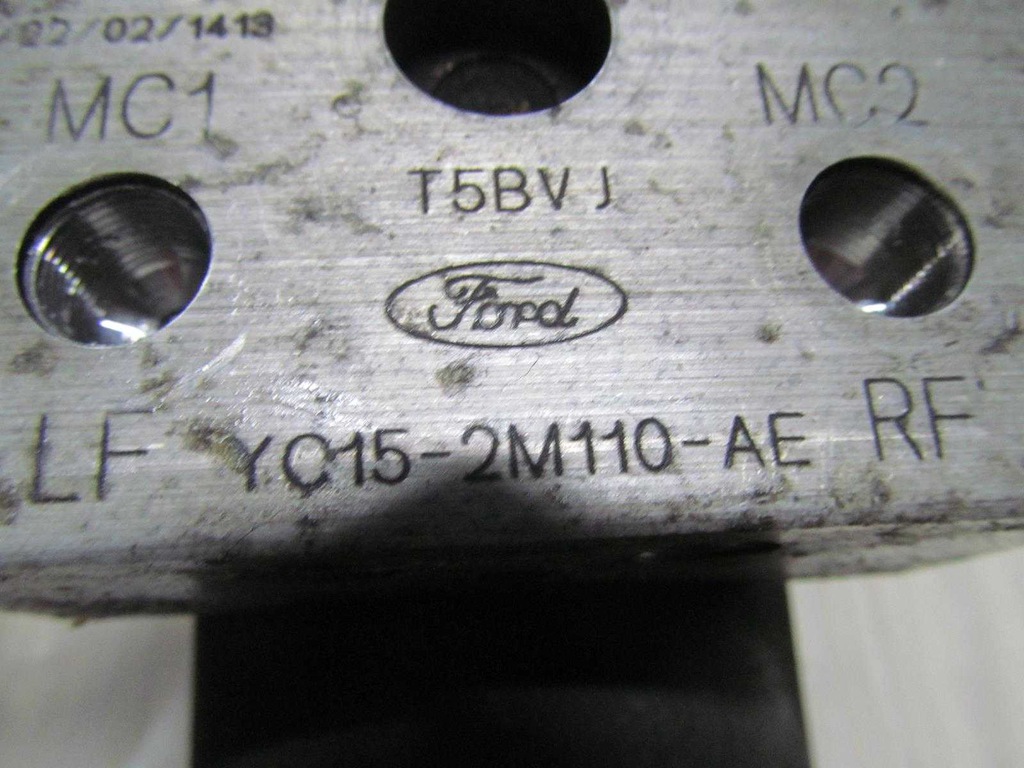 /22/02/1413
MC1 MC2
T5BVJ
Ford
LF YC15-2M110-AE RF